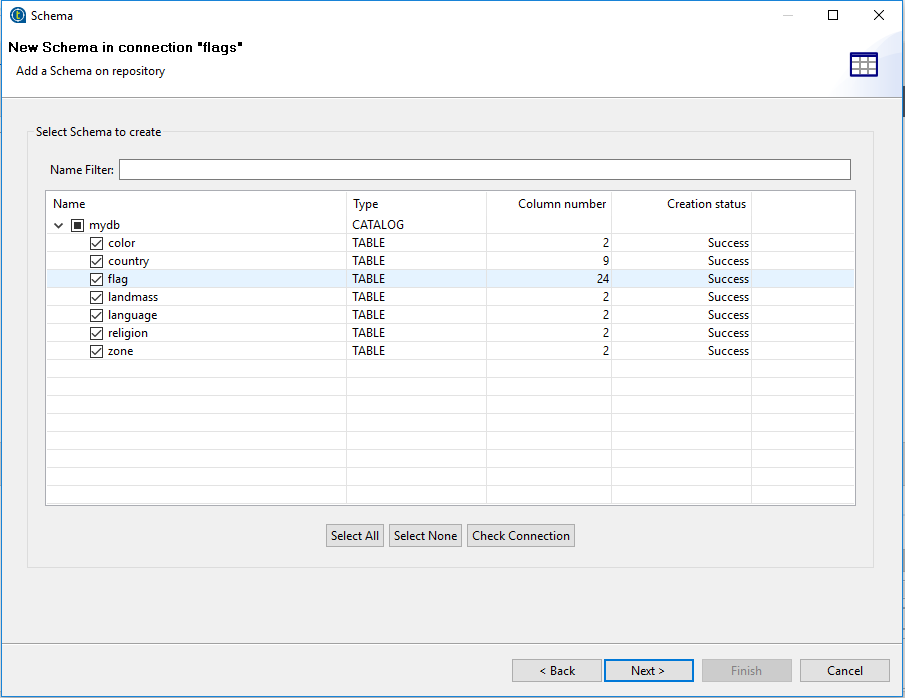 Schema
New Schema in connection "flags"
Add a Schema on repository
Select Schema to create
Name Filter:
Name Type Column number Creation status
mydb CATALOG
color TABLE 2 Success
country TABLE 9 Success
flag TABLE 24 Success
landmass TABLE 2 Success
language TABLE 2 Success
religion TABLE 2 Success
zone TABLE 2 Success
Select All Select None Check Connection
< Back Next > Finish Cancel